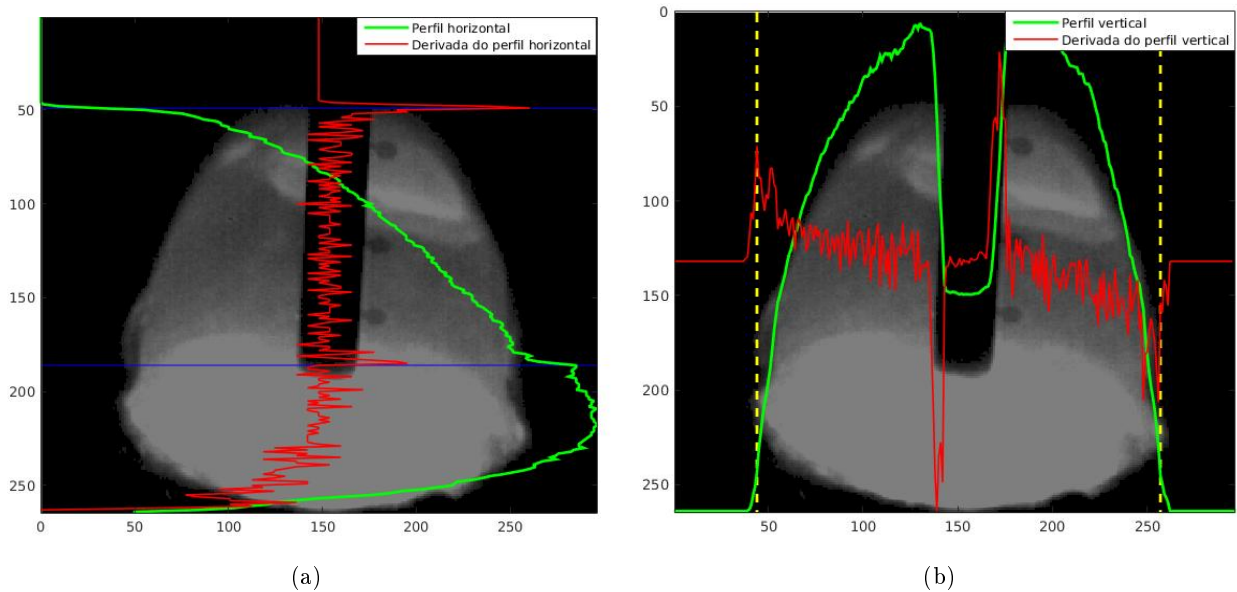 Perfil horizontal
Derivada do perfil horizontal
50
100
150
200
250
0 50 100 150 200 250
(a)
Perfil vertical
Derivada do perfil vertical
0
50
100
150
200
250
50 100 150 200 250
(b)